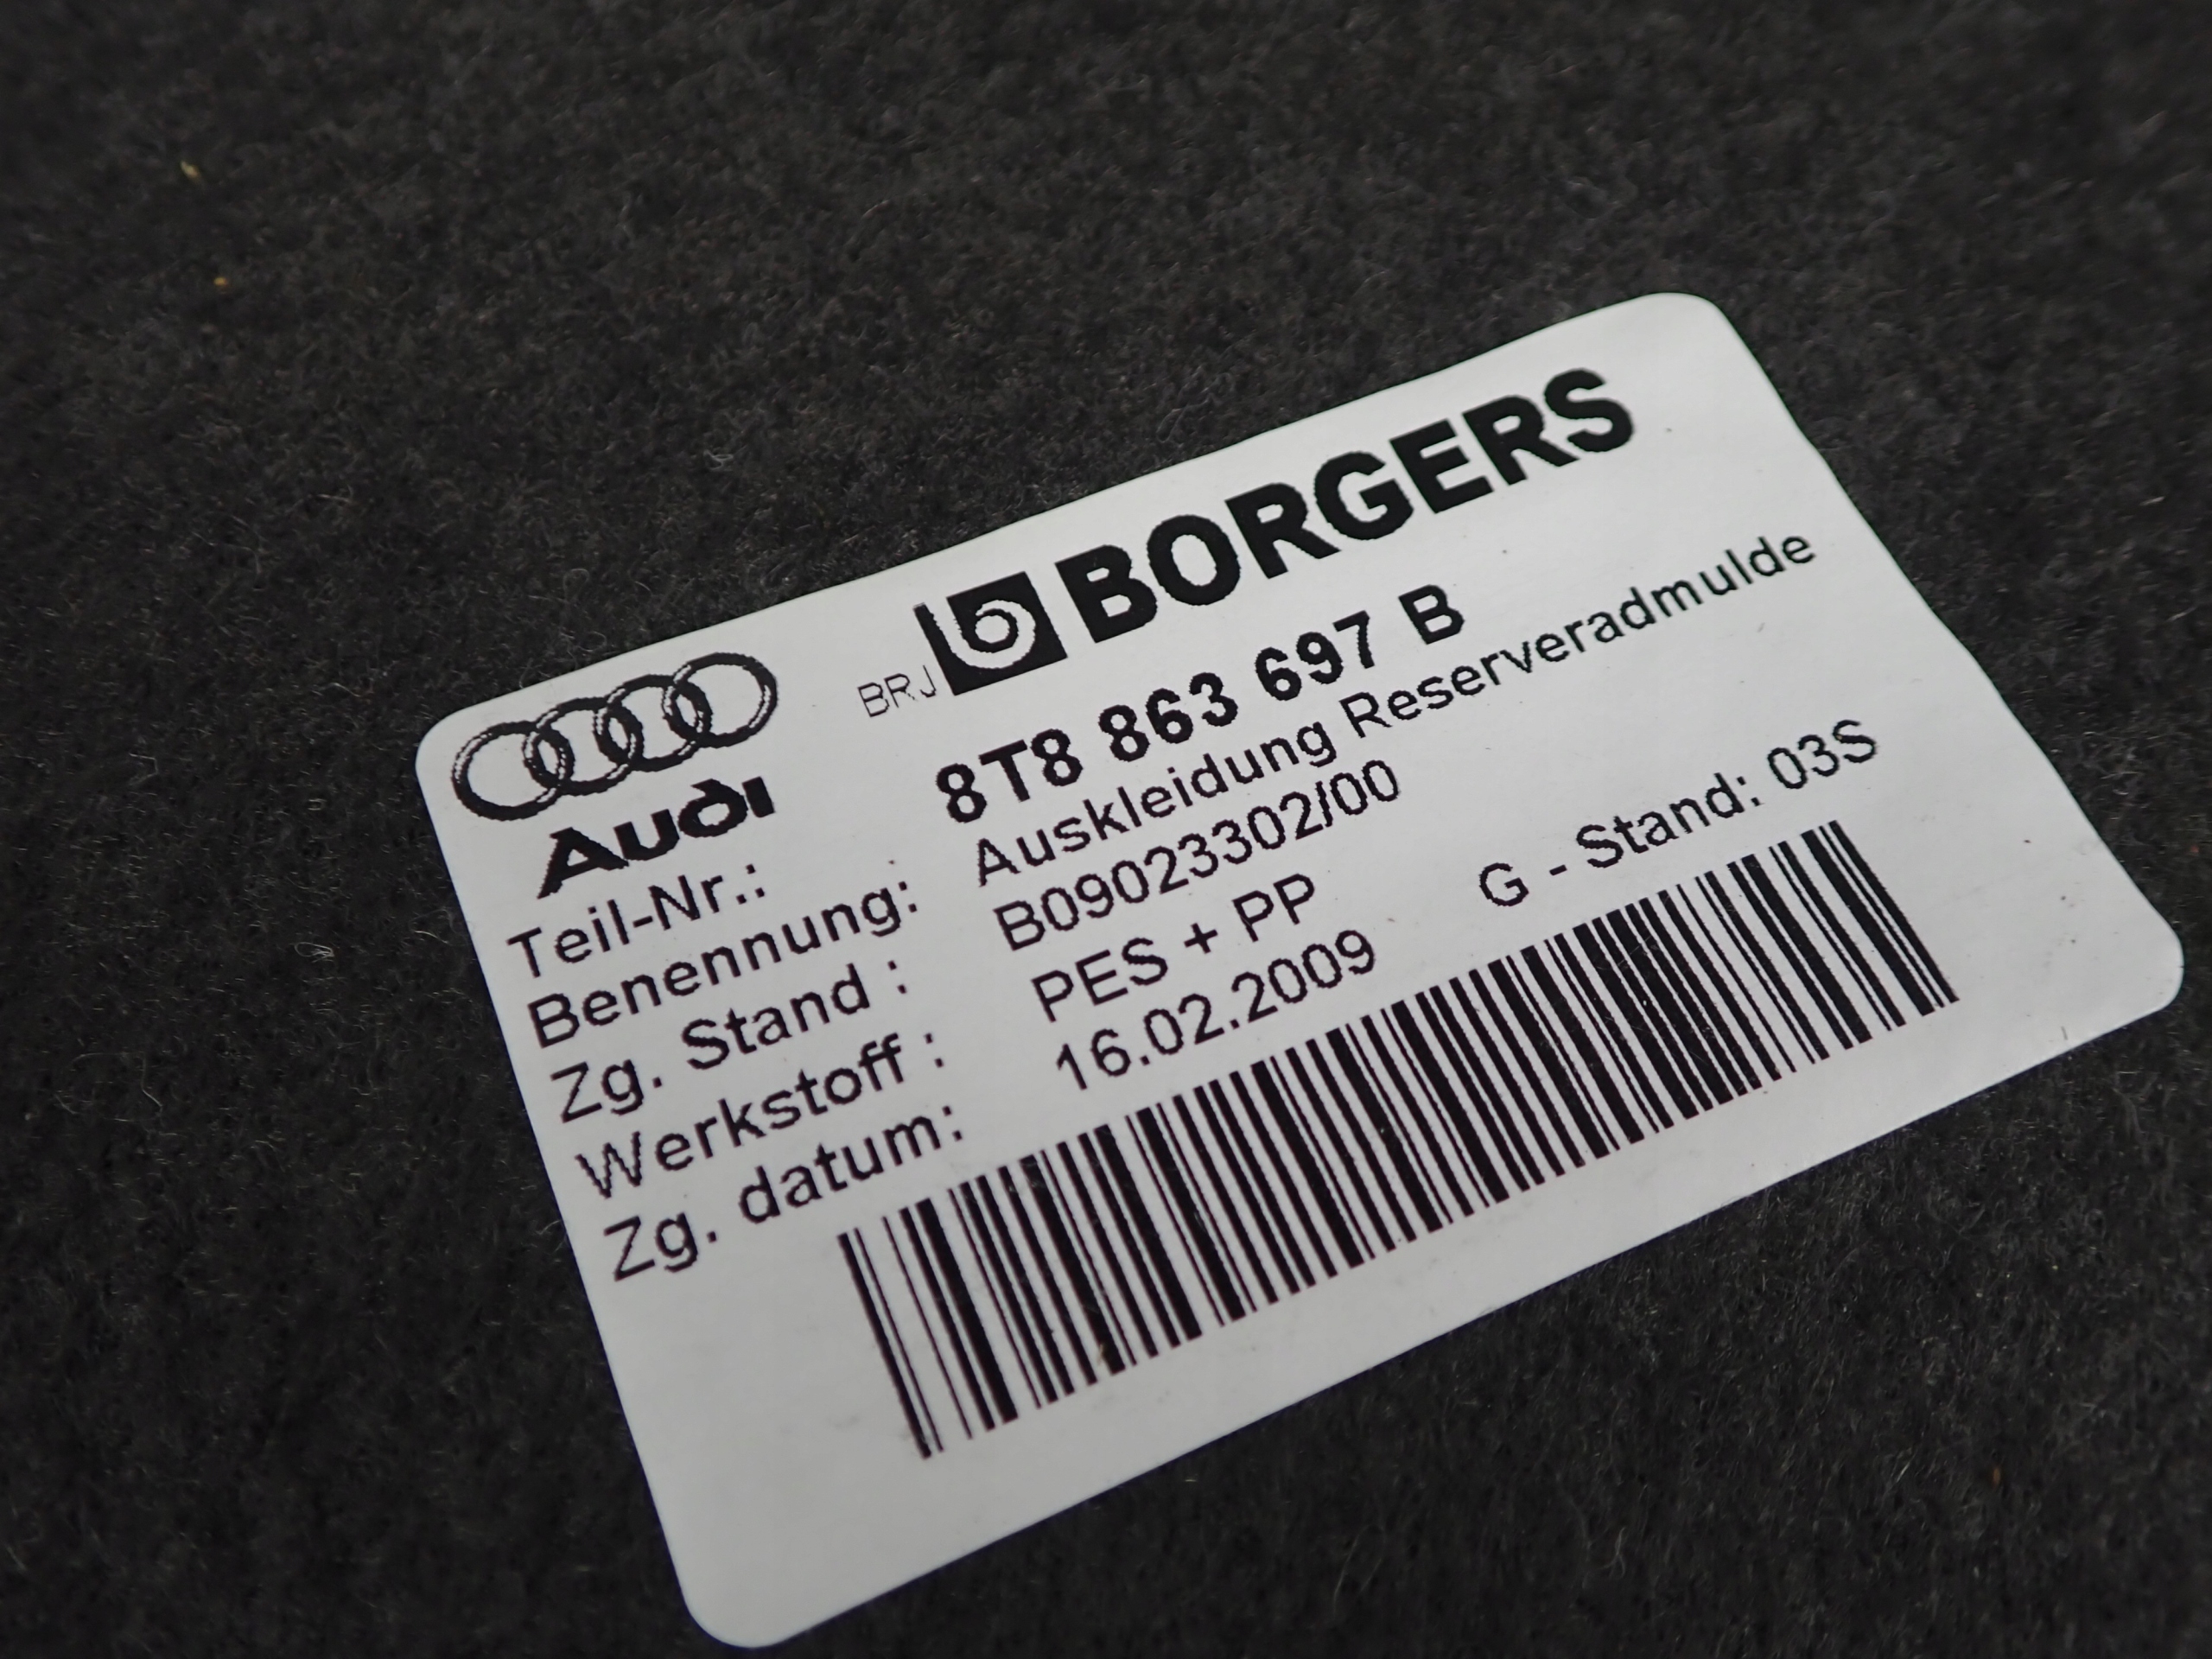 BRJ BORGERS
Audi
Teil-Nr.: 8T8 863 697 B
Benennung: Auskleidung Reserveradmulde
Zg. Stand : B09023302/00
Werkstoff : PES + PP G - Stand: 03S
Zg. datum: 16.02.2009